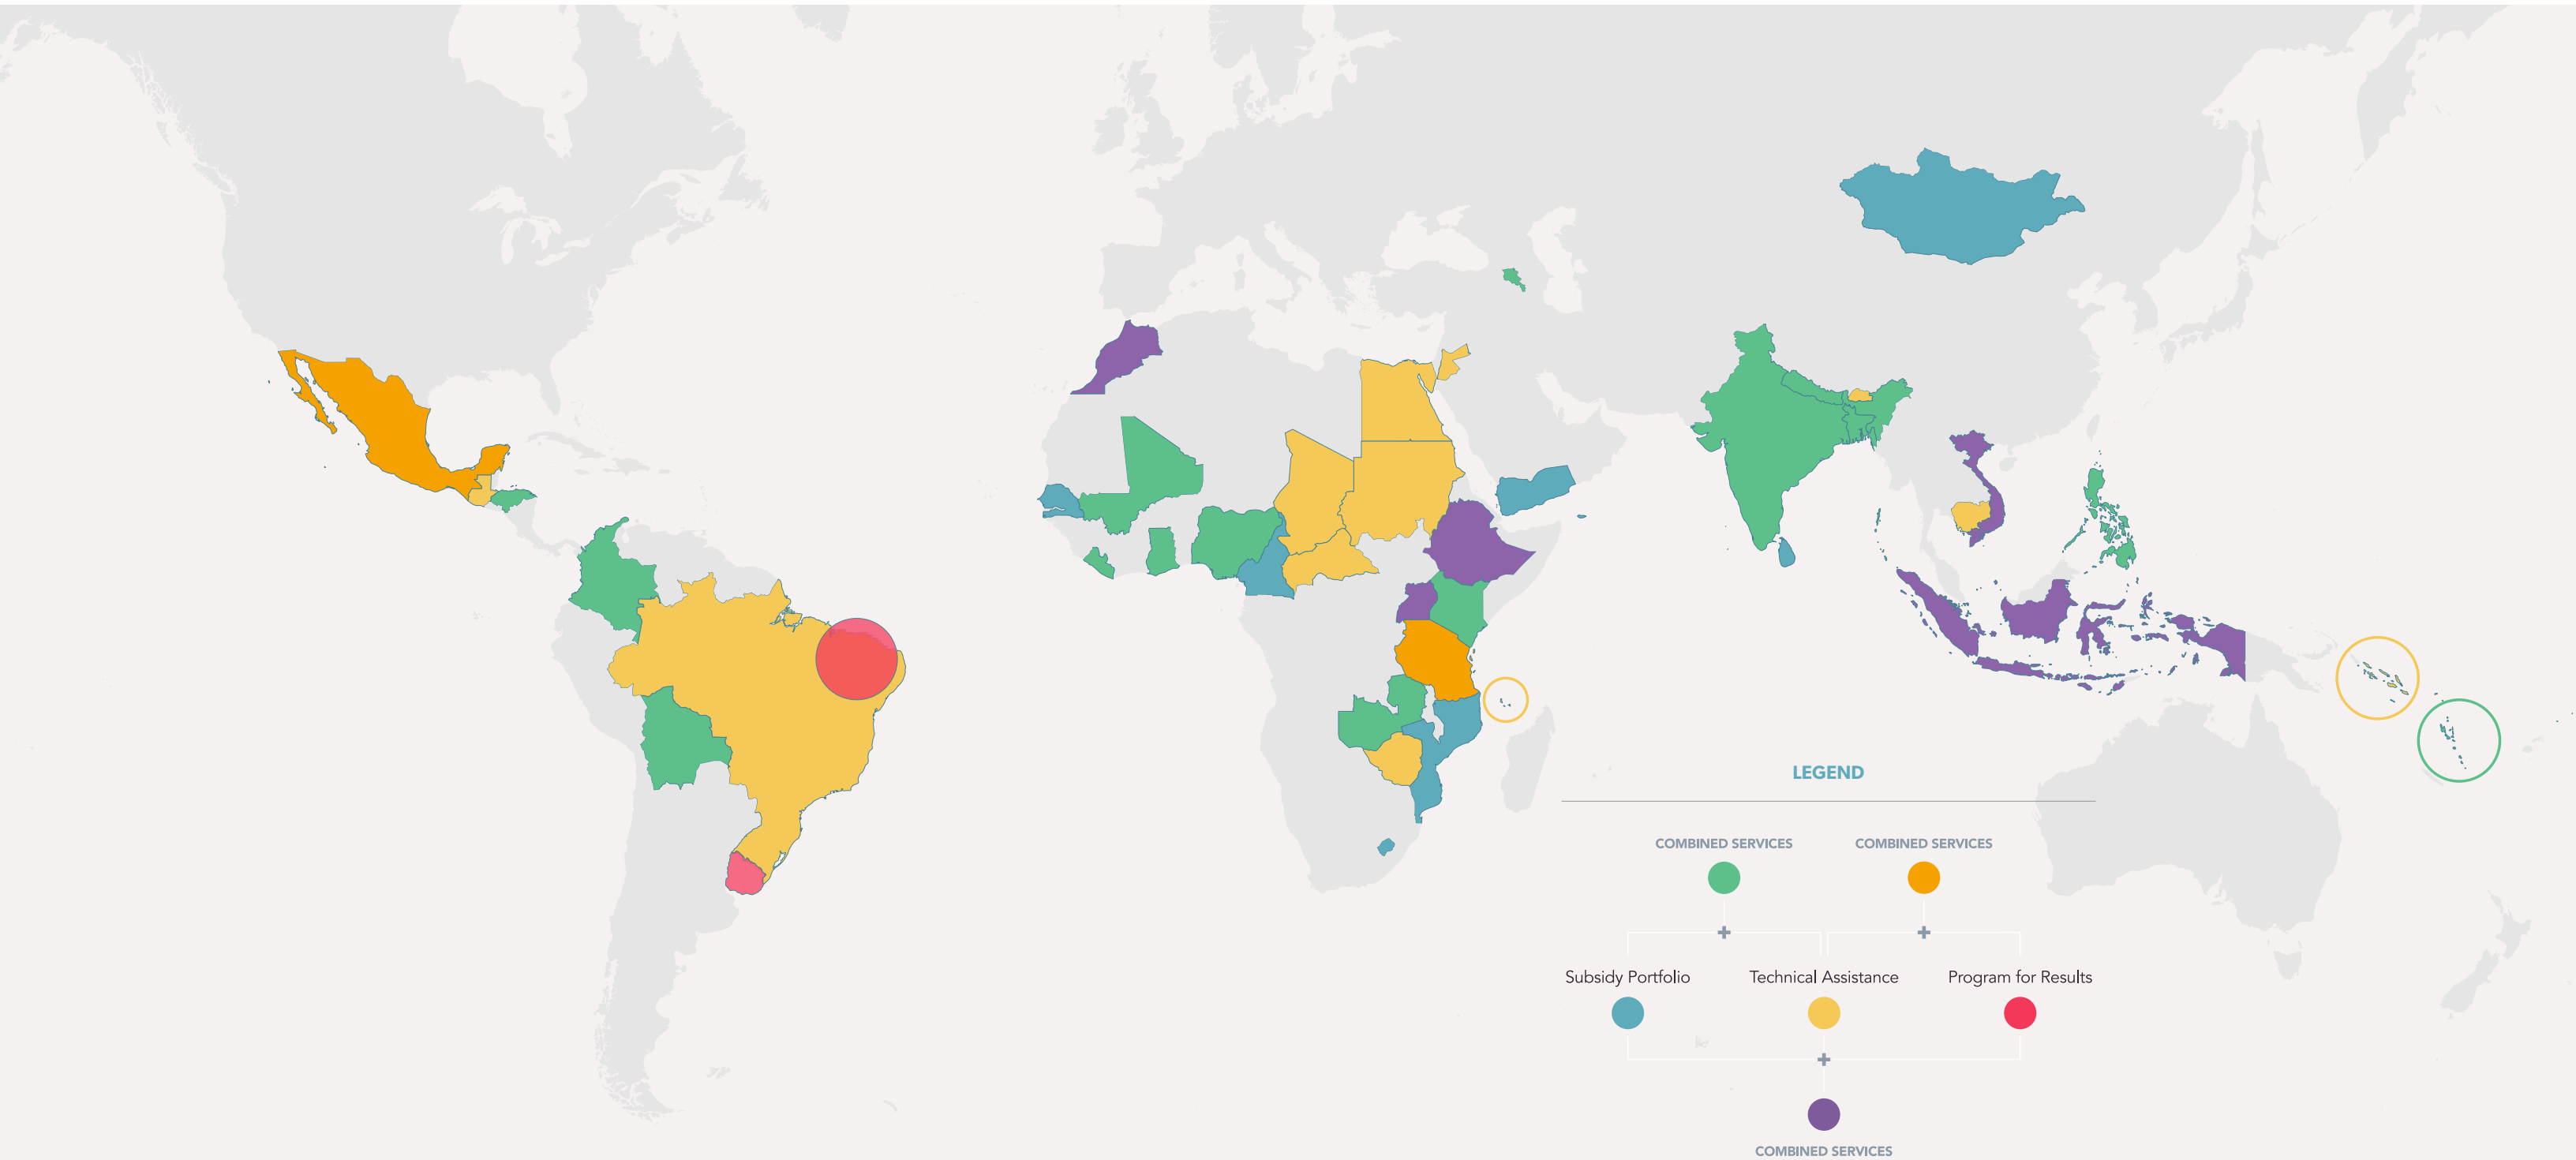 LEGEND
COMBINED SERVICES
COMBINED SERVICES
Subsidy Portfolio
Technical Assistance
Program for Results
COMBINED SERVICES